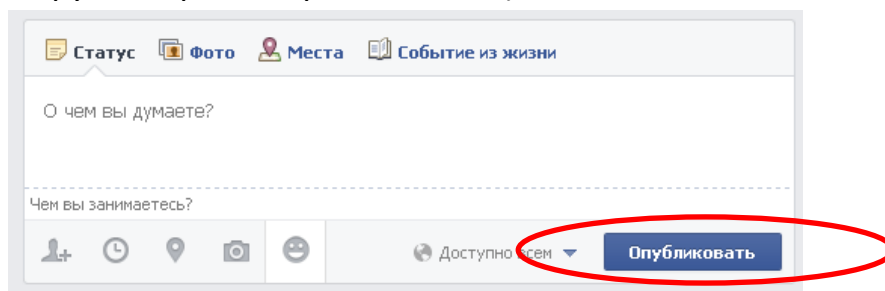 Статус Фото Места Событие из жизни
О чем вы думаете?
Чем вы занимаетесь?
Доступно всем Опубликовать